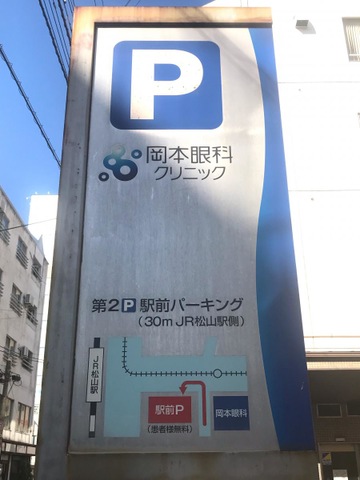 P
岡本眼科
クリニック
第2P駅前パーキング
(30m JR松山駅側)
JR松山駅
駅前P
岡本眼科
(患者様無料)